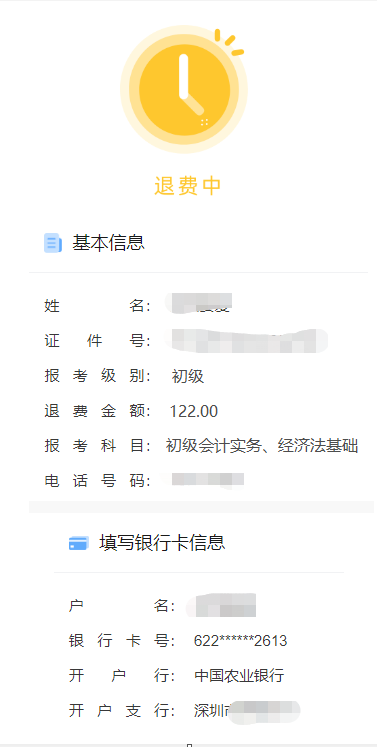 退费中
基本信息
姓名：
证件号：
报考级别： 初级
退费金额： 122.00
报考科目： 初级会计实务、经济法基础
电话号码：
填写银行卡信息
户名：
银行卡号： 622******2613
开户行： 中国农业银行
开户支行： 深圳